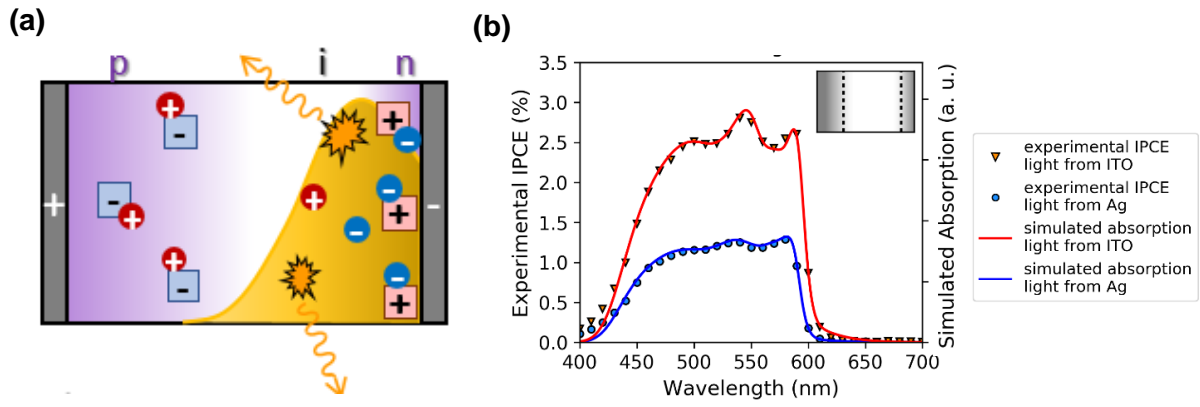 (a)
p
i
n
+
-
+
-
+
-
+
-
+
+
-
-
+
-
-
+
-
+
(b)
3.5
3.0
2.5
2.0
1.5
1.0
0.5
0.0
Experimental IPCE (%)
Simulated Absorption (a. u.)
400
450
500
550
600
650
700
Wavelength (nm)
experimental IPCE
light from ITO
experimental IPCE
light from Ag
simulated absorption
light from ITO
simulated absorption
light from Ag